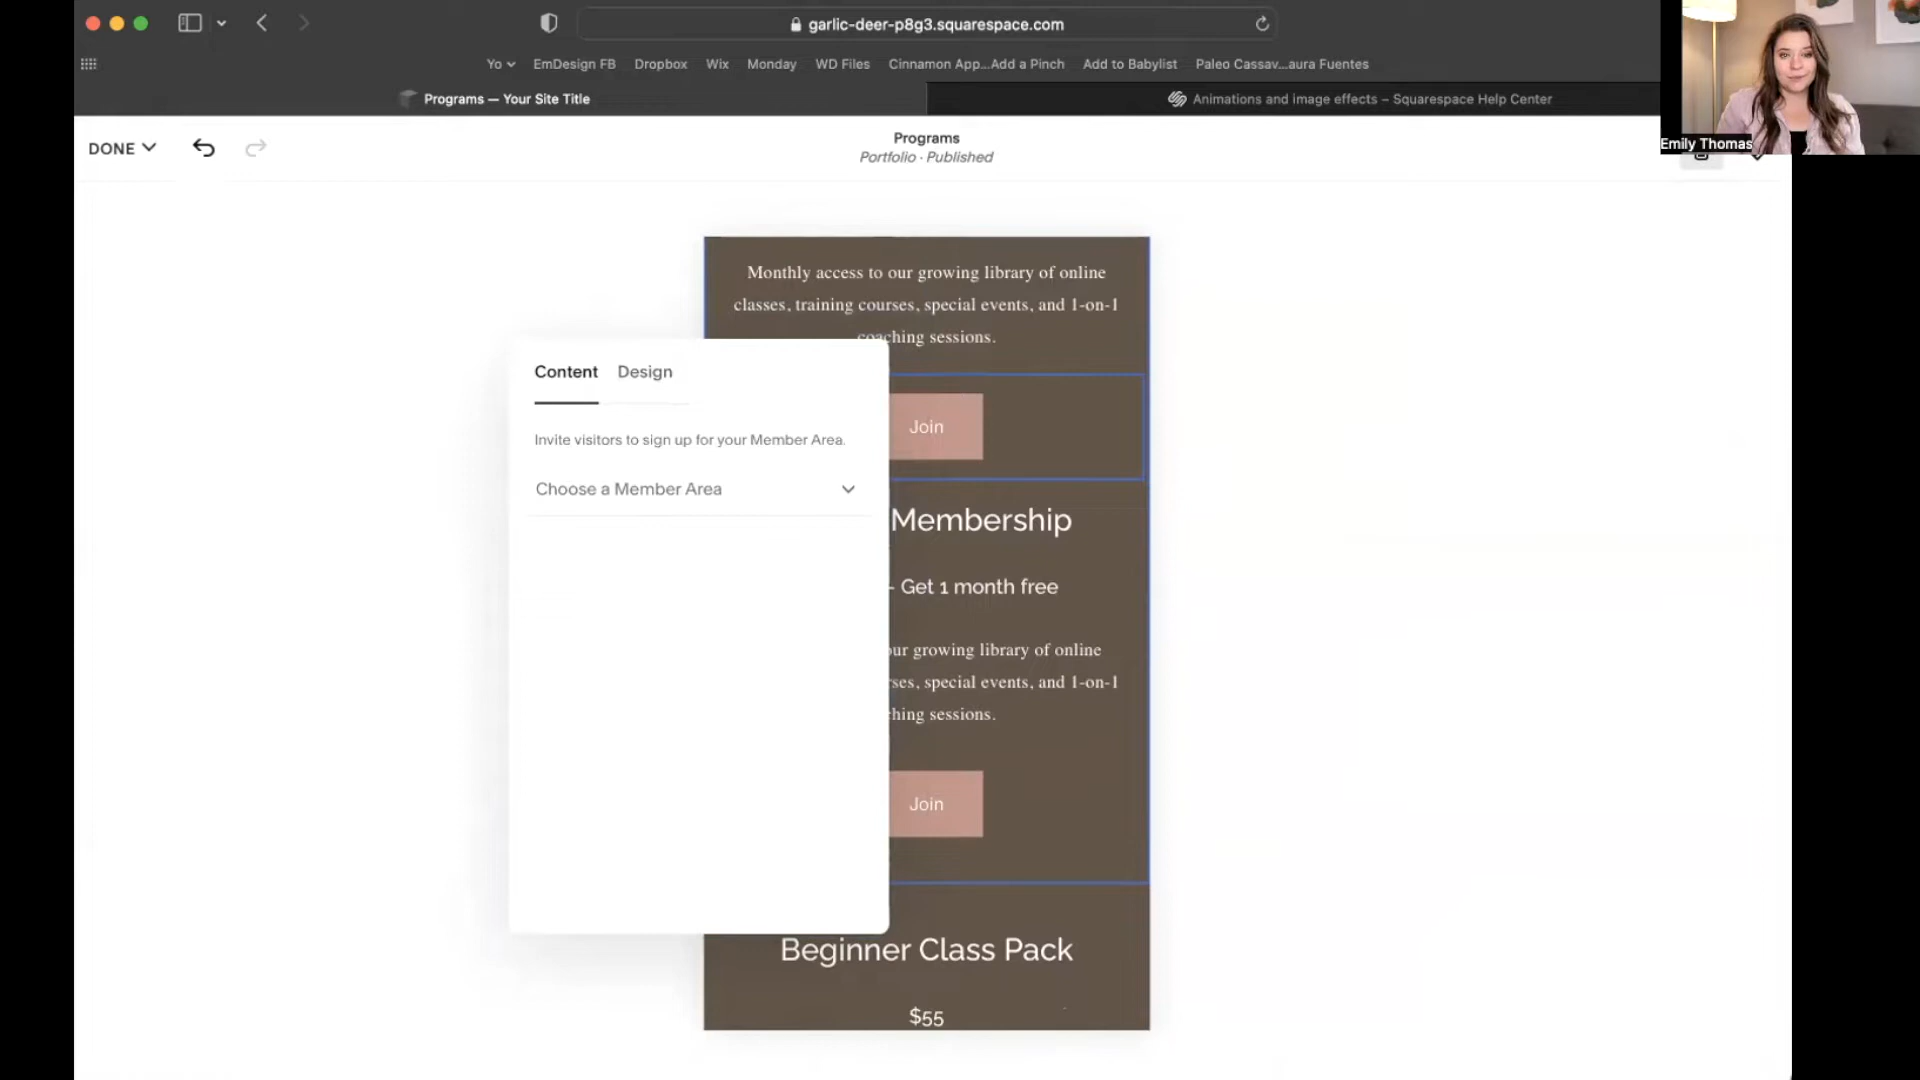 garlic-deer-p8g3.squarespace.com
Yo
EmDesign FB
Dropbox
Wix
Monday
WD Files
Cinnamon App...Add a Pinch
Add to Babylist
Paleo Cassav...aura Fuentes
Programs — Your Site Title
Animations and image effects – Squarespace Help Center
Emily Thomas
DONE
Programs
Portfolio · Published
Monthly access to our growing library of online
classes, training courses, special events, and 1-on-1
coaching sessions.
Content
Design
Join
Invite visitors to sign up for your Member Area.
Choose a Member Area
Membership
- Get 1 month free
our growing library of online
rses, special events, and 1-on-1
ching sessions.
Join
Beginner Class Pack
$55